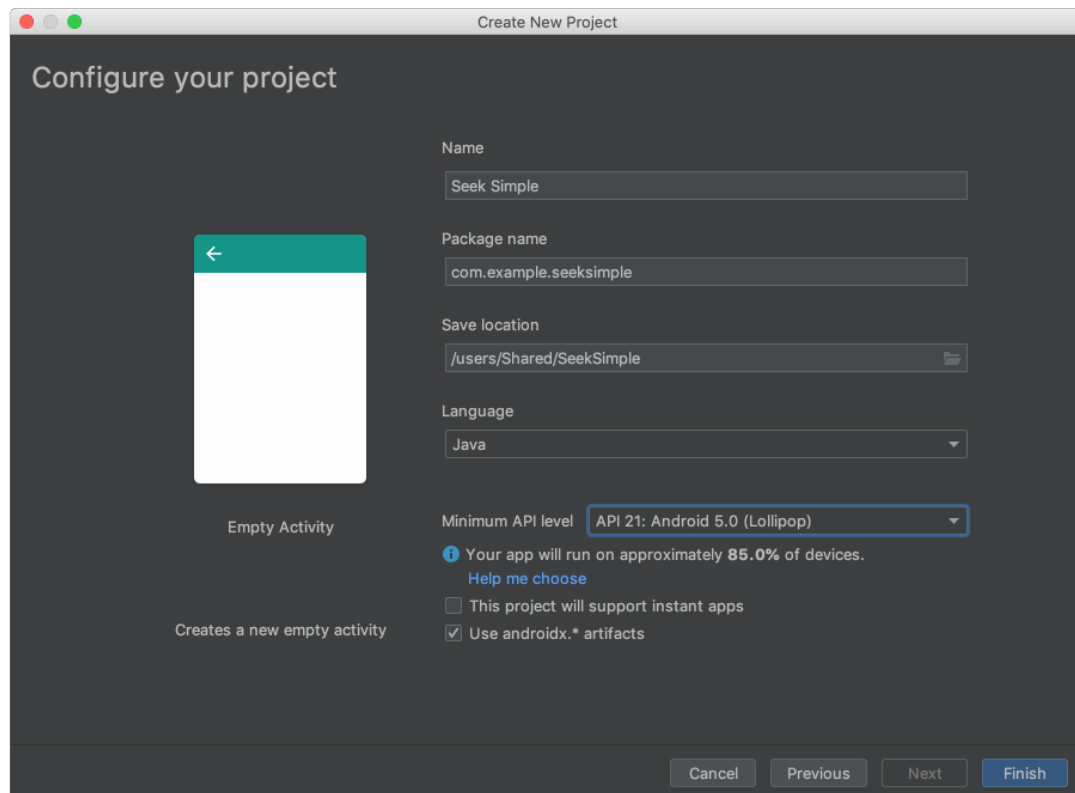 Create New Project
Configure your project
Name
Seek Simple
Package name
com.example.seeksimple
Save location
/users/Shared/SeekSimple
Language
Java
Empty Activity
Minimum API level API 21: Android 5.0 (Lollipop)
Your app will run on approximately 85.0% of devices.
Help me choose
This project will support instant apps
Creates a new empty activity
Use androidx.* artifacts
Cancel Previous Next Finish